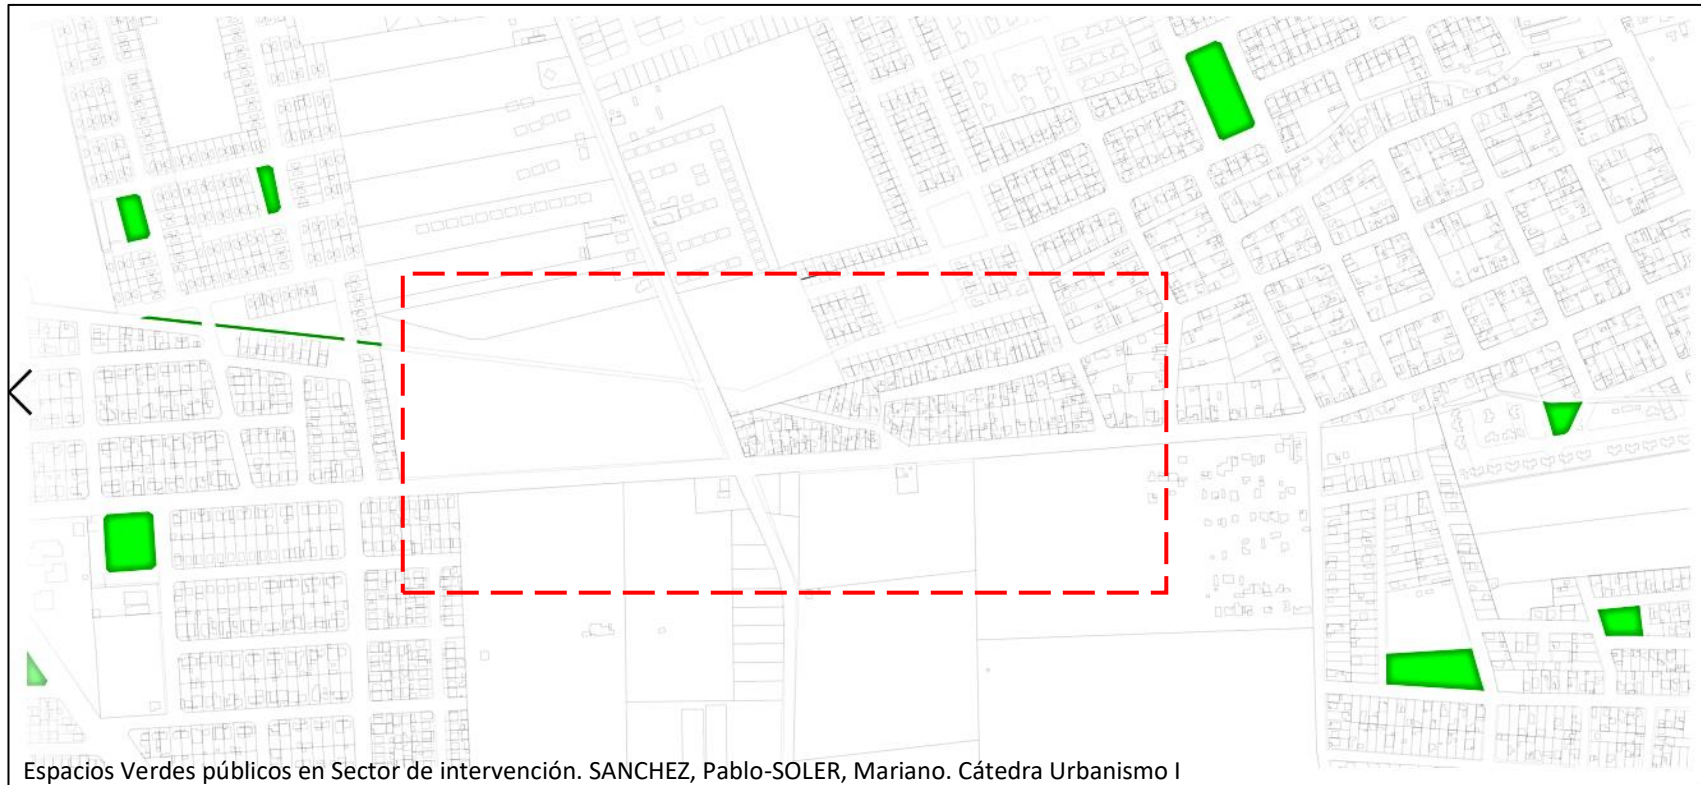 Espacios Verdes públicos en Sector de intervención. SANCHEZ, Pablo-SOLER, Mariano. Cátedra Urbanismo I